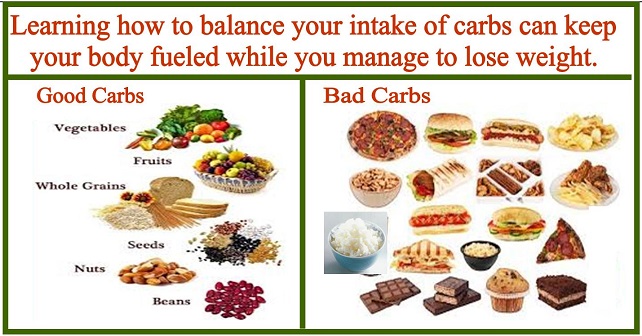 Learning how to balance your intake of carbs can keep
your body fueled while you manage to lose weight.
Good Carbs
Vegetables
Fruits
Whole Grains
Seeds
Nuts
Beans
Bad Carbs